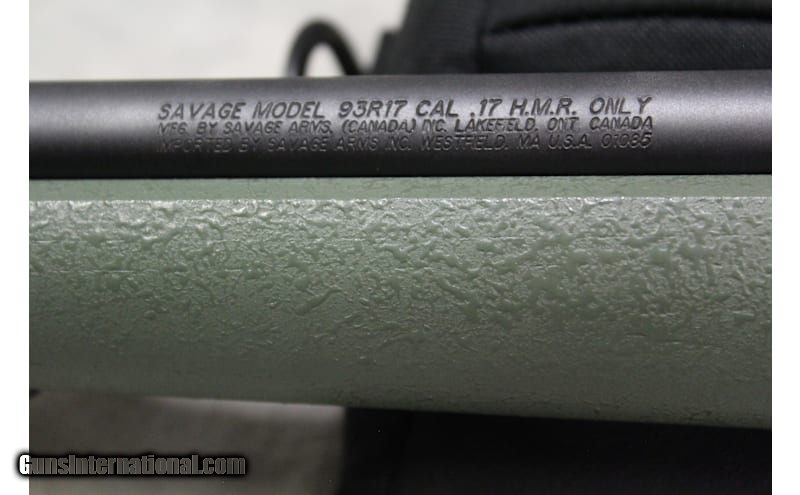 SAVAGE MODEL 93R17 CAL .17 H.M.R. ONLY
MFG. BY SAVAGE ARMS. (CANADA) INC. LAKEFIELD. ONT. CANADA
IMPORTED BY SAVAGE ARMS INC. WESTFIELD, MA U.S.A. 01085
GunsInternational.com